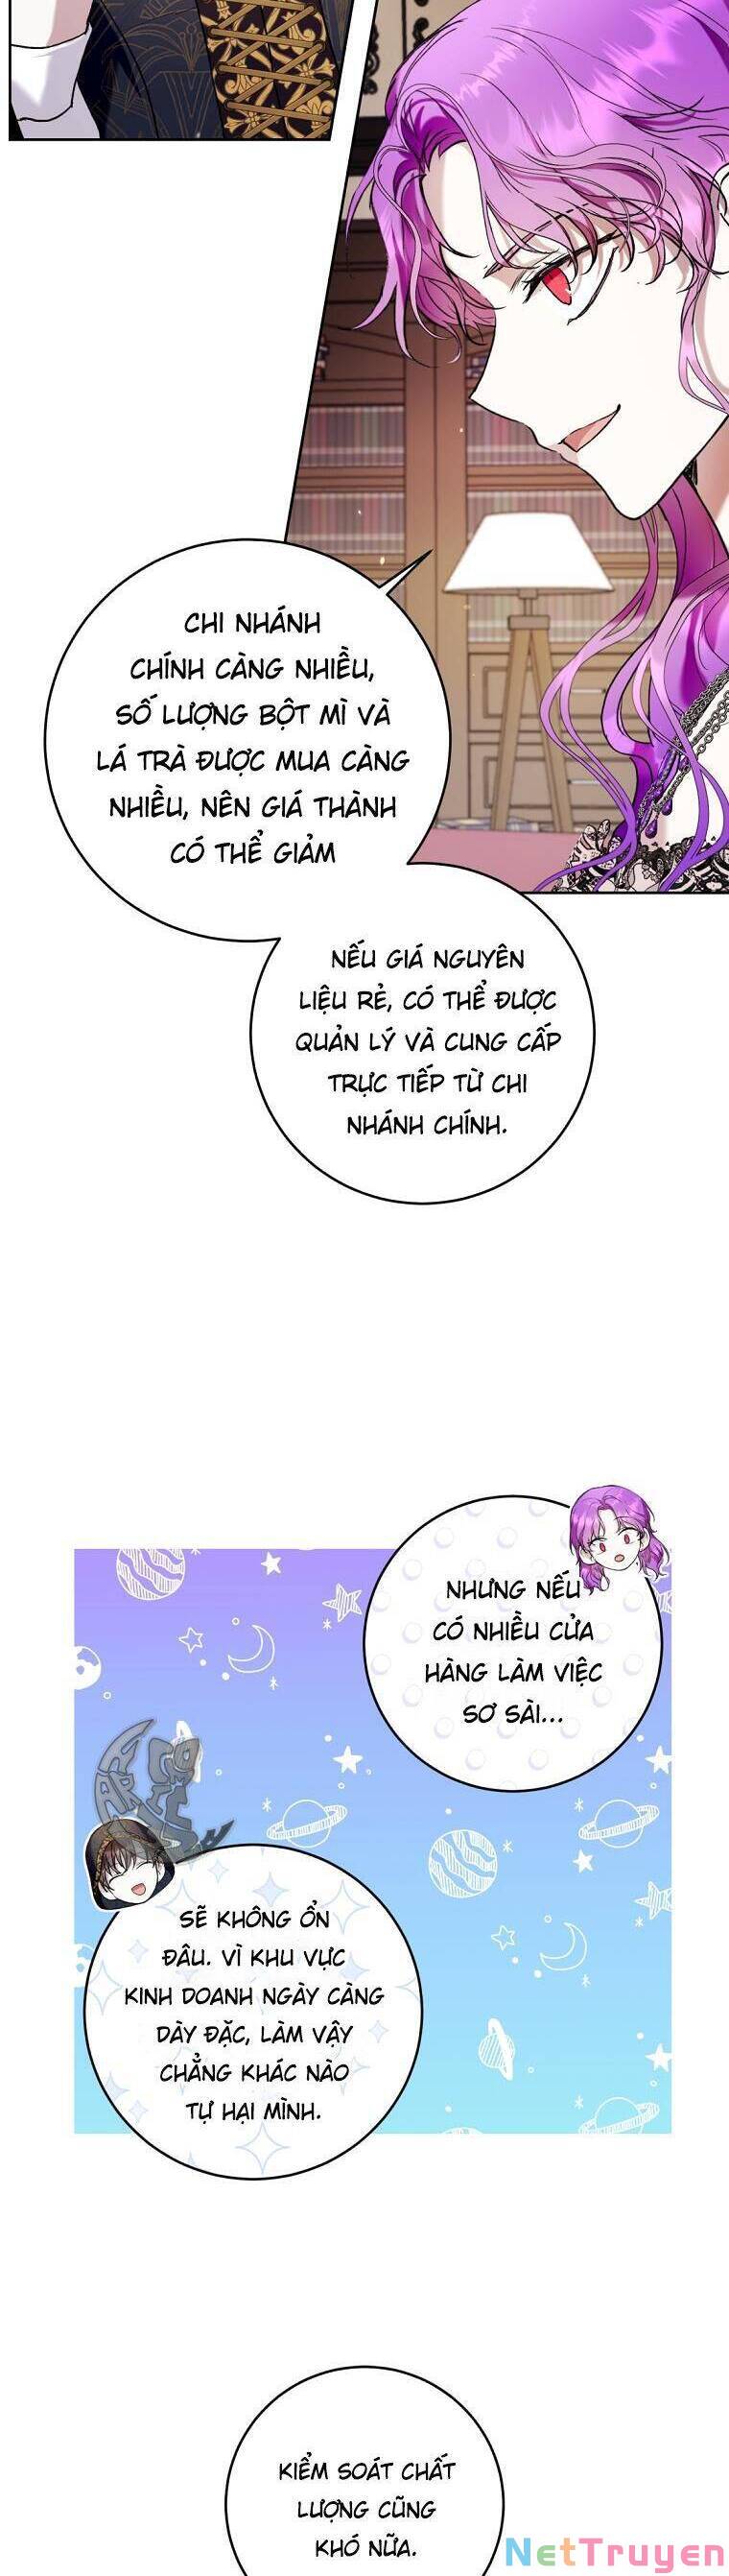 CHI NHÁNH
CHÍNH CÀNG NHIỀU,
SỐ LƯỢNG BỘT MÌ VÀ
LÁ TRÀ ĐƯỢC MUA CÀNG
NHIỀU, NÊN GIÁ THÀNH
CÓ THỂ GIẢM
NẾU GIÁ NGUYÊN
LIỆU RẺ, CÓ THỂ ĐƯỢC
QUẢN LÝ VÀ CUNG CẤP
TRỰC TIẾP TỪ CHI
NHÁNH CHÍNH.
NHƯNG NẾU
CÓ NHIỀU CỬA
HÀNG LÀM VIỆC
SƠ SÀI...
SẼ KHÔNG ỔN
ĐÂU. VÌ KHU VỰC
KINH DOANH NGÀY CÀNG
DÀY ĐẶC, LÀM VẬY
CHẲNG KHÁC NÀO
TỰ HẠI MÌNH.
KIỂM SOÁT CHẤT
LƯỢNG CŨNG
KHÓ NỮA.
NetTruyen